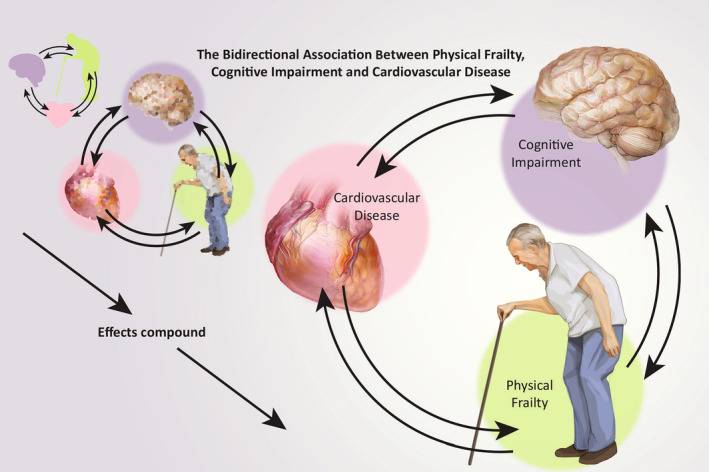 The Bidirectional Association Between Physical Frailty,
Cognitive Impairment and Cardiovascular Disease
Cognitive
Impairment
Cardiovascular
Disease
Effects compound
Physical
Frailty